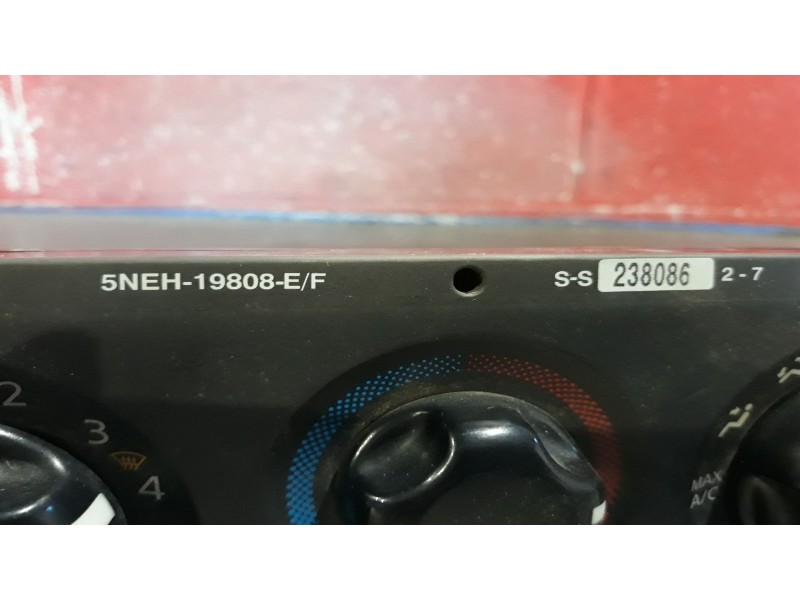 5NEH-19808-E/F
S-S 238086 2-7
2
3
4
MAX
A/C